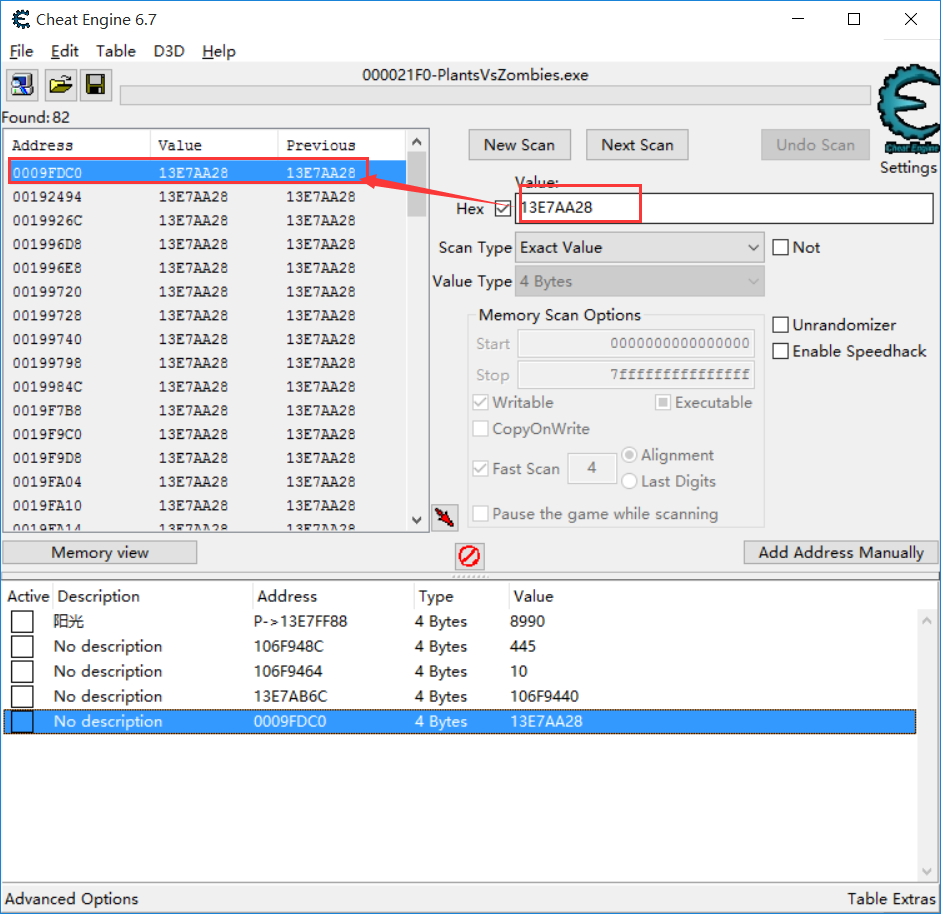 Cheat Engine 6.7
File Edit Table D3D Help
000021F0-PlantsVsZombies.exe
Found: 82
Address Value Previous
0009FDC0 13E7AA28 13E7AA28
00192494 13E7AA28 13E7AA28
0019926C 13E7AA28 13E7AA28
001996D8 13E7AA28 13E7AA28
001996E8 13E7AA28 13E7AA28
00199720 13E7AA28 13E7AA28
00199728 13E7AA28 13E7AA28
00199740 13E7AA28 13E7AA28
00199798 13E7AA28 13E7AA28
0019984C 13E7AA28 13E7AA28
0019F7B8 13E7AA28 13E7AA28
0019F9C0 13E7AA28 13E7AA28
0019F9D8 13E7AA28 13E7AA28
0019FA04 13E7AA28 13E7AA28
0019FA10 13E7AA28 13E7AA28
0019FA14 13E7AA28 13E7AA28
New Scan Next Scan Undo Scan
Cheat Engine
Settings
Value:
Hex 13E7AA28
Scan Type Exact Value Not
Value Type 4 Bytes
Memory Scan Options
Start 0000000000000000
Stop 7fffffffffffffff
Writable Executable
CopyOnWrite
Fast Scan 4 Alignment
Last Digits
Pause the game while scanning
Unrandomizer
Enable Speedhack
Memory view Add Address Manually
Active Description Address Type Value
阳光 P->13E7FF88 4 Bytes 8990
No description 106F948C 4 Bytes 445
No description 106F9464 4 Bytes 10
No description 13E7AB6C 4 Bytes 106F9440
No description 0009FDC0 4 Bytes 13E7AA28
Advanced Options Table Extras